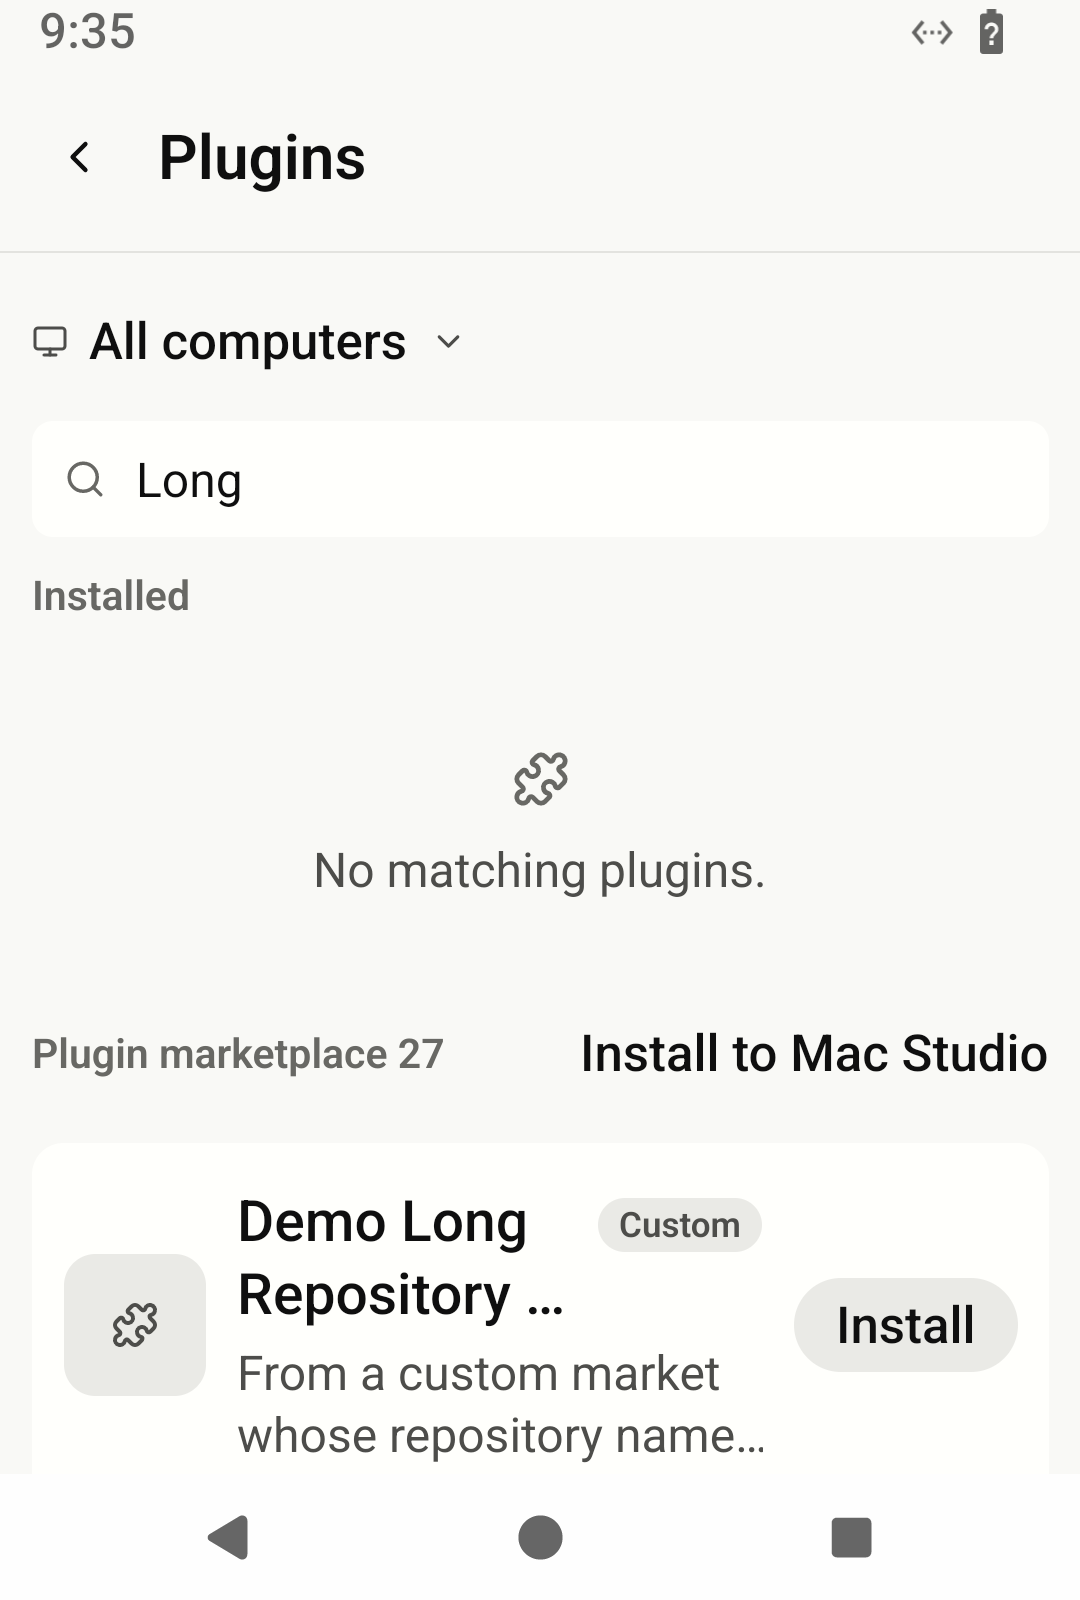 9:35
Plugins
All computers
Long
Installed
No matching plugins.
Plugin marketplace 27
Install to Mac Studio
Demo Long
Repository ...
Custom
From a custom market
whose repository name...
Install